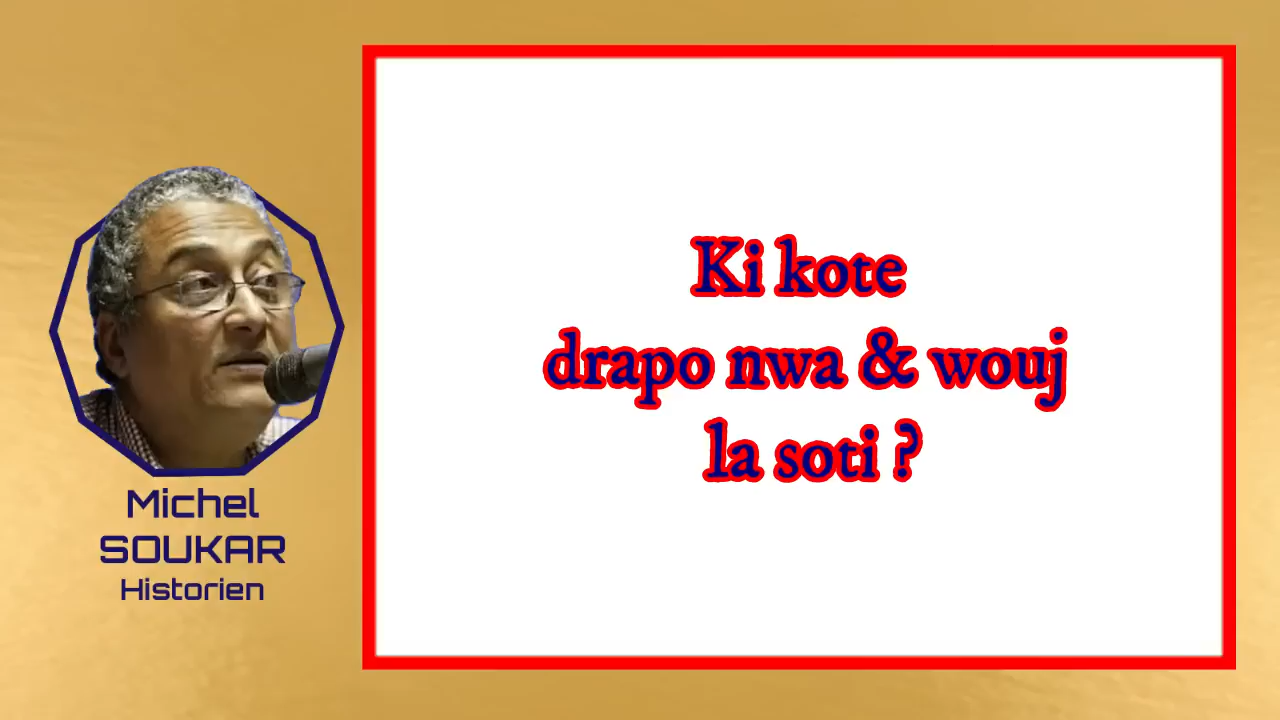 Michel
SOUKAR
Historien
Ki kote
drapo nwa & wouj
la soti ?